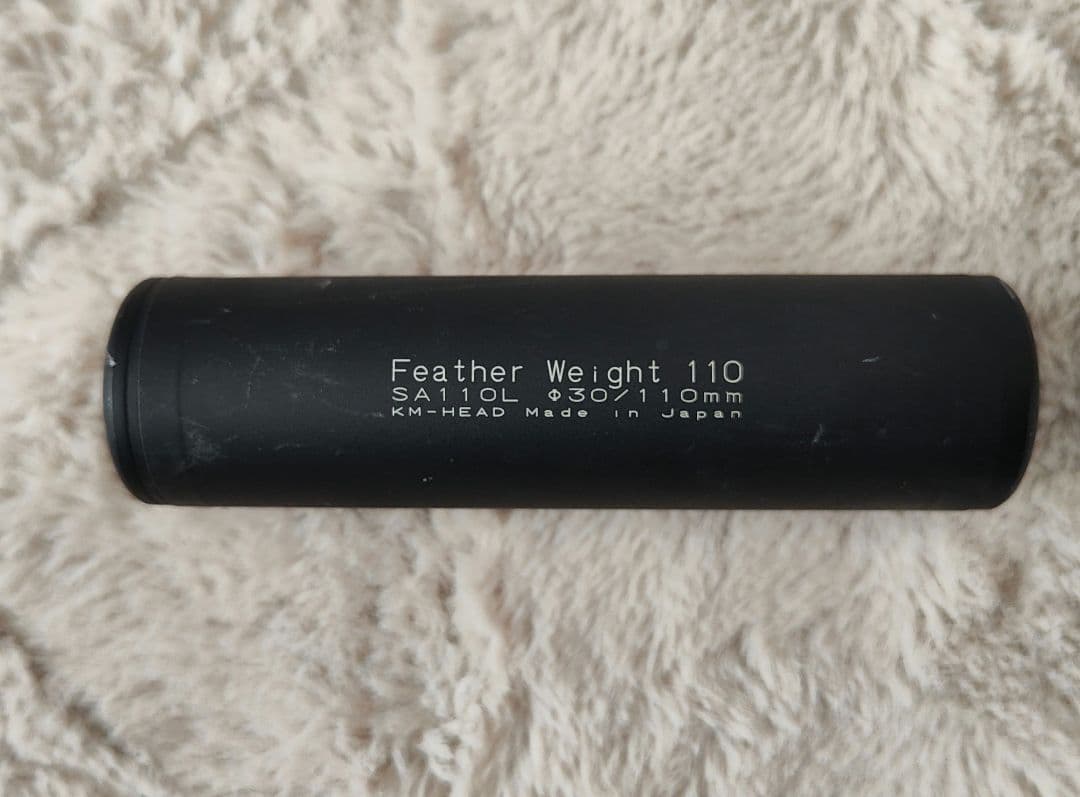 Feather Weight 110
SA110L Φ30/110mm
KM-HEAD Made in Japan